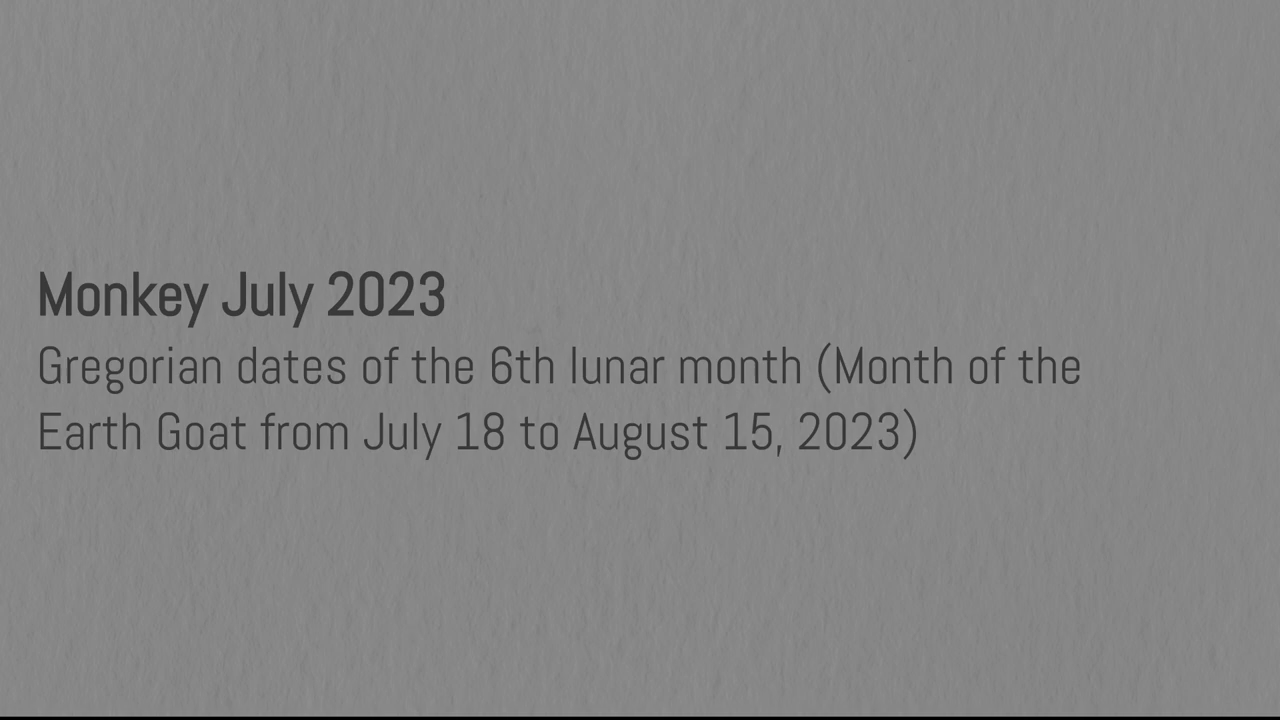 Monkey July 2023
Gregorian dates of the 6th lunar month (Month of the
Earth Goat from July 18 to August 15, 2023)